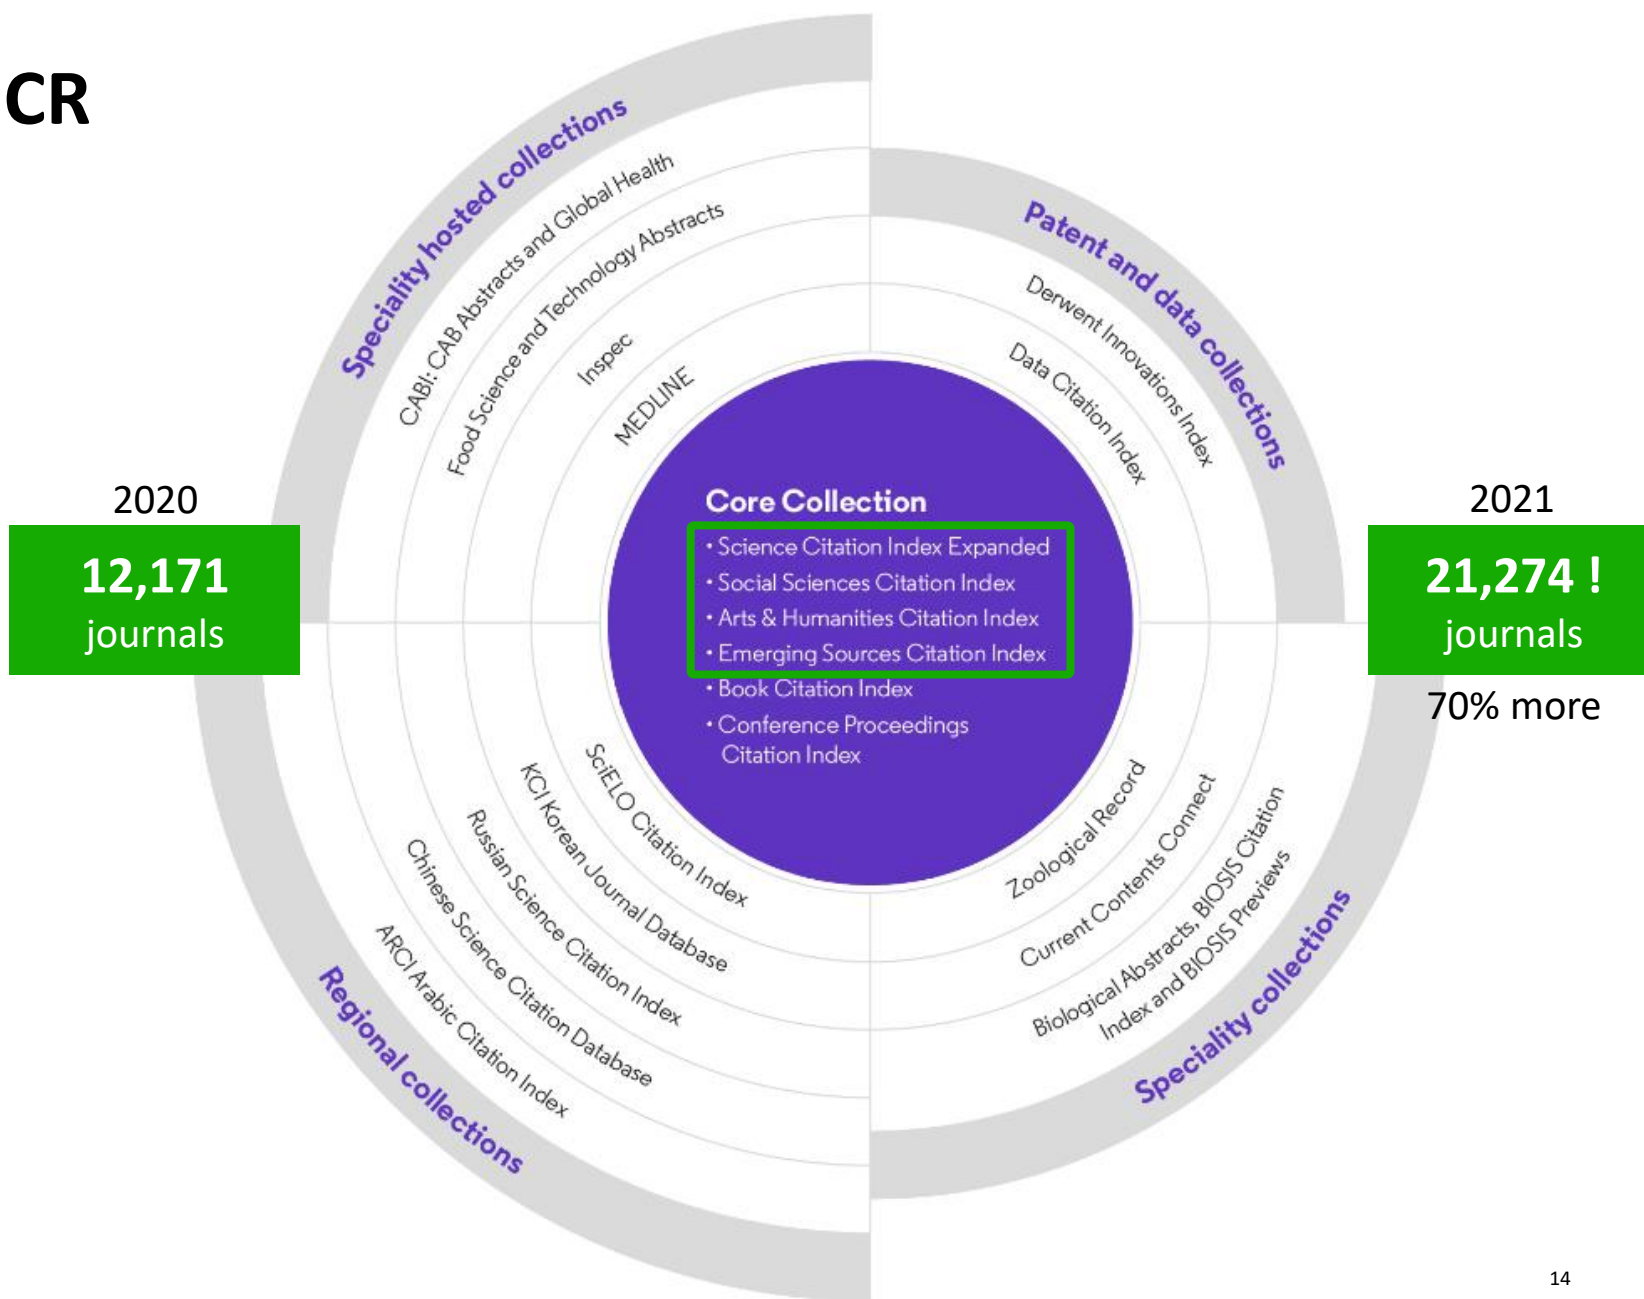 CR
Speciality hosted collections
CABI: CAB Abstracts and Global Health
Food Science and Technology Abstracts
Inspec
MEDLINE
Patent and data collections
Derwent Innovations Index
Data Citation Index
2020
12,171
journals
Core Collection
• Science Citation Index Expanded
• Social Sciences Citation Index
• Arts & Humanities Citation Index
• Emerging Sources Citation Index
• Book Citation Index
• Conference Proceedings
Citation Index
2021
21,274 !
journals
70% more
SciELO Citation Index
KCI Korean Journal Database
Russian Science Citation Index
Chinese Science Citation Database
ARCI Arabic Citation Index
Regional collections
Zoological Record
Current Contents Connect
Biological Abstracts, BIOSIS Citation
Index and BIOSIS Previews
Speciality collections
14